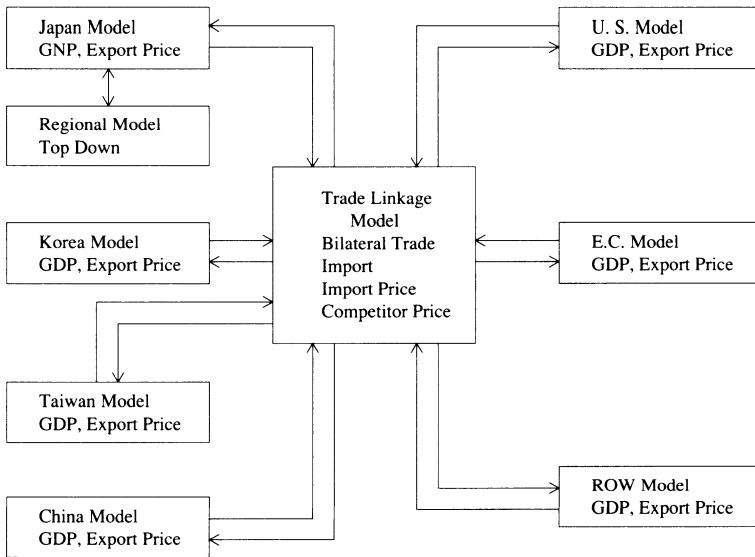 Japan Model
GNP, Export Price
U. S. Model
GDP, Export Price
Regional Model
Top Down
Trade Linkage
Model
Bilateral Trade
Import
Import Price
Competitor Price
Korea Model
GDP, Export Price
E.C. Model
GDP, Export Price
Taiwan Model
GDP, Export Price
ROW Model
GDP, Export Price
China Model
GDP, Export Price